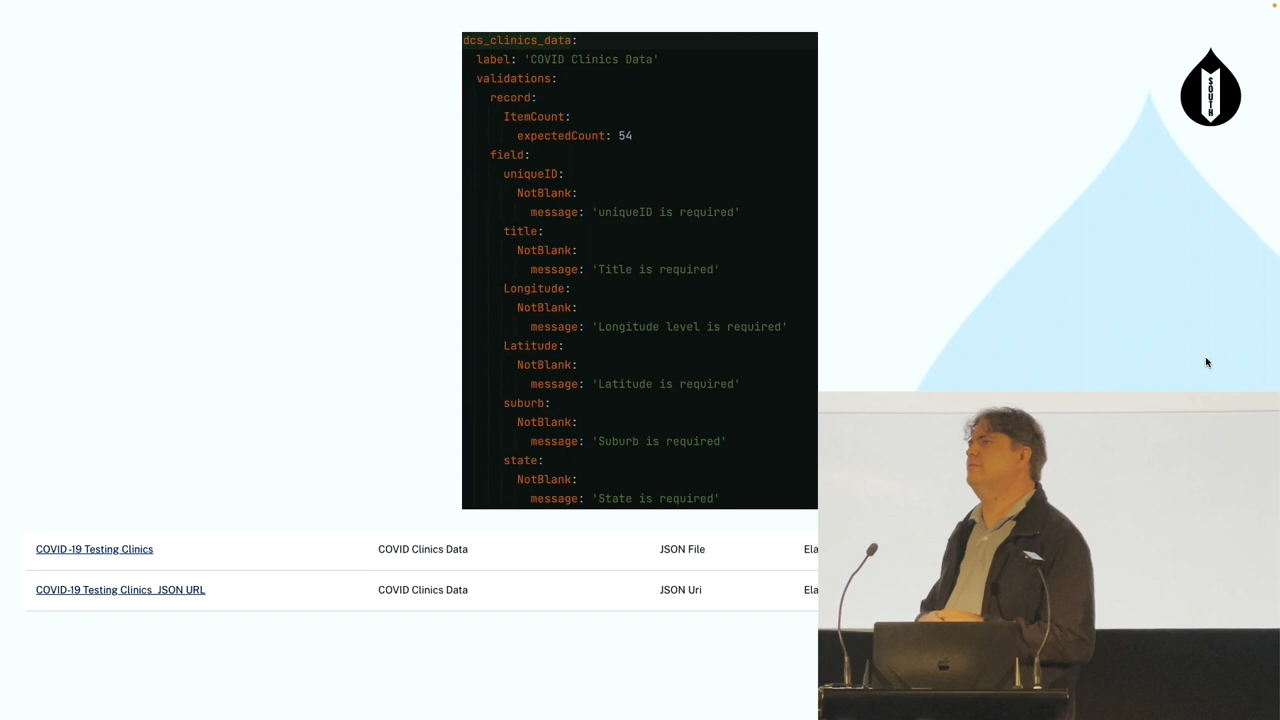 dcs_clinics_data:
label: 'COVID Clinics Data'
validations:
record:
ItemCount:
expectedCount: 54
field:
uniqueID:
NotBlank:
message: 'uniqueID is required'
title:
NotBlank:
message: 'Title is required'
Longitude:
NotBlank:
message: 'Longitude level is required'
Latitude:
NotBlank:
message: 'Latitude is required'
suburb:
NotBlank:
message: 'Suburb is required'
state:
NotBlank:
message: 'State is required'
SOUTH
COVID-19 Testing Clinics COVID Clinics Data JSON File Ela
COVID-19 Testing Clinics_JSON URL COVID Clinics Data JSON Uri Ela